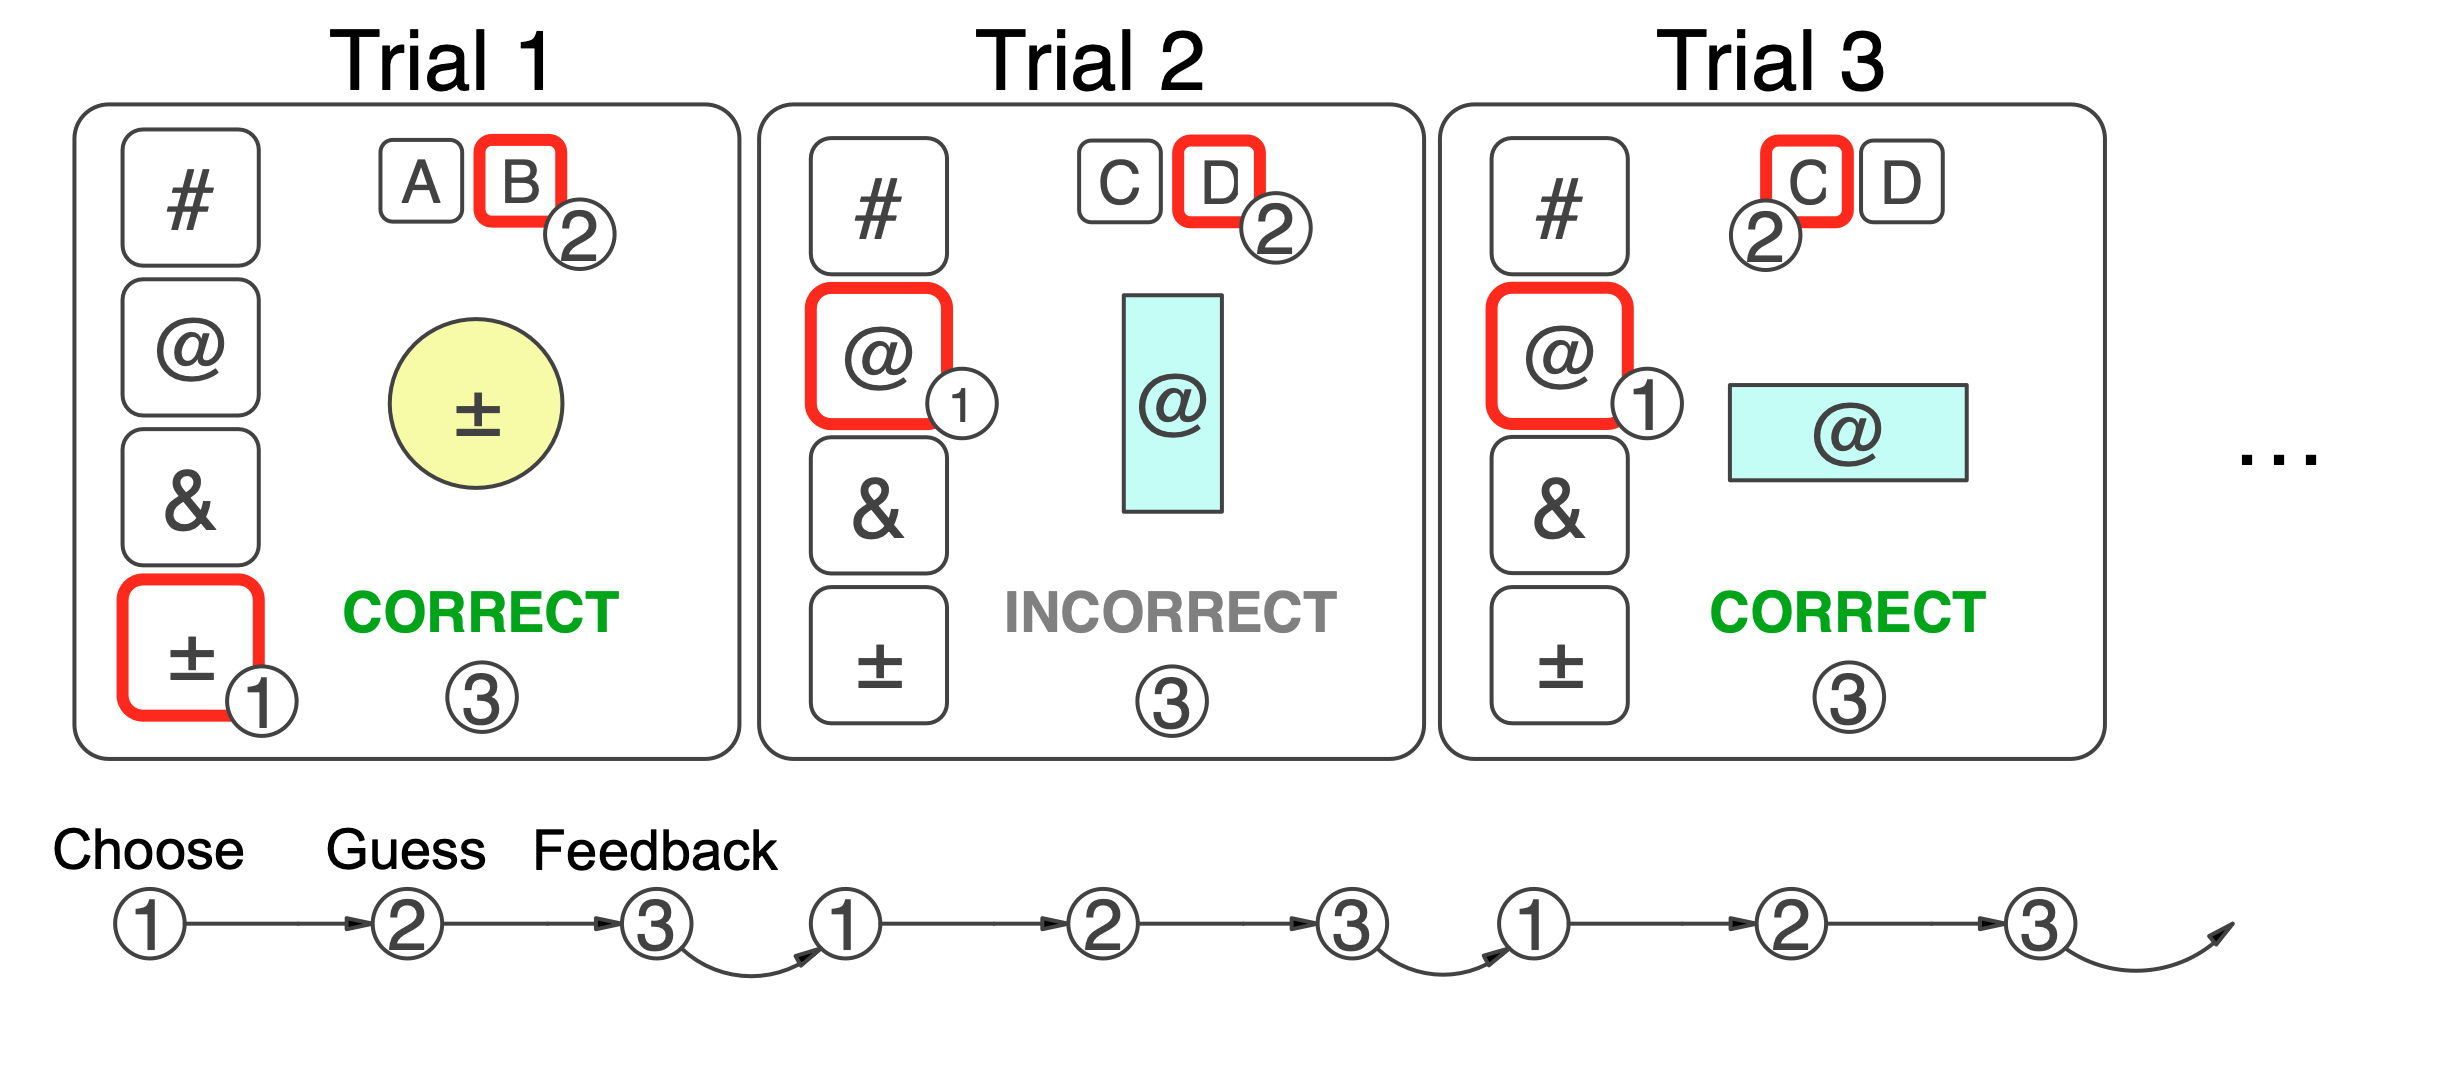 Trial 1
#
@
&
±
1
A B
2
±
CORRECT
3
Trial 2
#
@
1
&
±
C D
2
@
INCORRECT
3
Trial 3
#
@
1
&
±
C D
2
@
CORRECT
3
...
Choose Guess Feedback
1 2 3 1 2 3 1 2 3